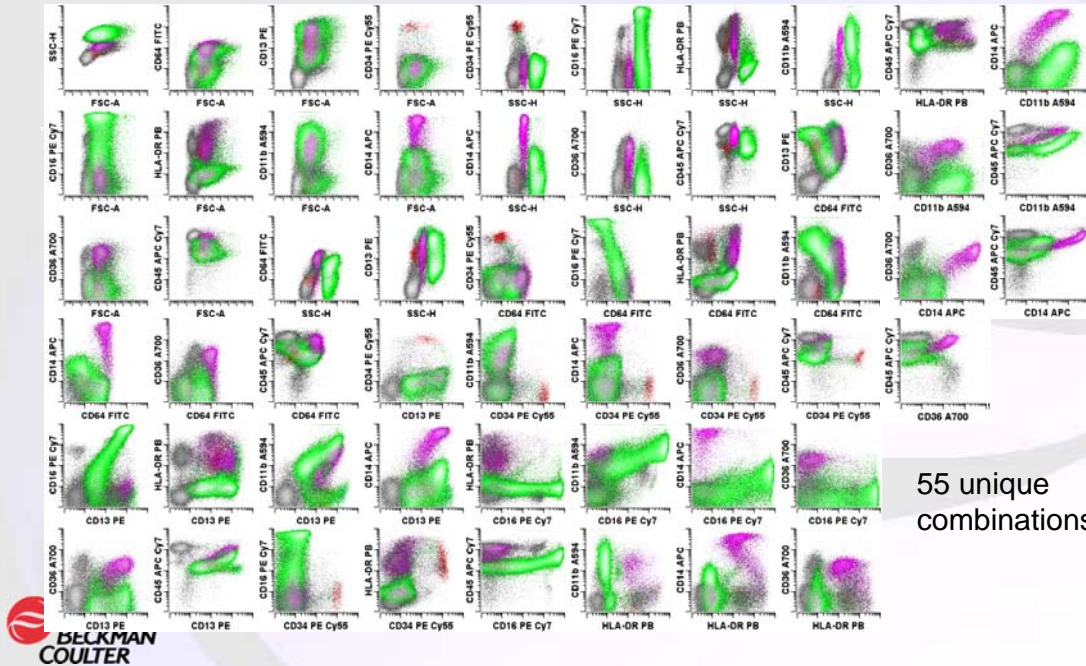 SSC-H CD64 FITC CD13 PE CD34 PE Cy55 CD34 PE Cy55 CD16 PE Cy7 HLA-DR PB CD11b A594 CD45 APC Cy7 CD14 APC
FSC-A FSC-A FSC-A FSC-A SSC-H SSC-H SSC-H SSC-H HLA-DR PB CD11b A594
CD16 PE Cy7 HLA-DR PB CD11b A594 CD14 APC CD14 APC CD36 A700 CD45 APC Cy7 CD13 PE CD36 A700 CD45 APC Cy7
FSC-A FSC-A FSC-A FSC-A SSC-H SSC-H SSC-H CD64 FITC CD11b A594 CD11b A594
CD36 A700 CD45 APC Cy7 CD64 FITC CD13 PE CD34 PE Cy55 CD16 PE Cy7 HLA-DR PB CD11b A594 CD36 A700 CD45 APC Cy7
FSC-A FSC-A SSC-H SSC-H CD64 FITC CD64 FITC CD64 FITC CD64 FITC CD14 APC CD14 APC
CD14 APC CD36 A700 CD45 APC Cy7 CD34 PE Cy55 CD11b A594 CD14 APC CD36 A700 CD45 APC Cy7 CD45 APC Cy7
CD64 FITC CD64 FITC CD64 FITC CD13 PE CD34 PE Cy55 CD34 PE Cy55 CD34 PE Cy55 CD34 PE Cy55 CD36 A700
CD16 PE Cy7 HLA-DR PB CD11b A594 CD14 APC HLA-DR PB CD11b A594 CD14 APC CD36 A700
CD13 PE CD13 PE CD13 PE CD13 PE CD16 PE Cy7 CD16 PE Cy7 CD16 PE Cy7 CD16 PE Cy7
55 unique
combinations
CD36 A700 CD45 APC Cy7 CD16 PE Cy7 HLA-DR PB CD45 APC Cy7 CD11b A594 CD14 APC CD36 A700
CD13 PE CD13 PE CD34 PE Cy55 CD34 PE Cy55 CD16 PE Cy7 HLA-DR PB HLA-DR PB HLA-DR PB
BECKMAN
COULTER